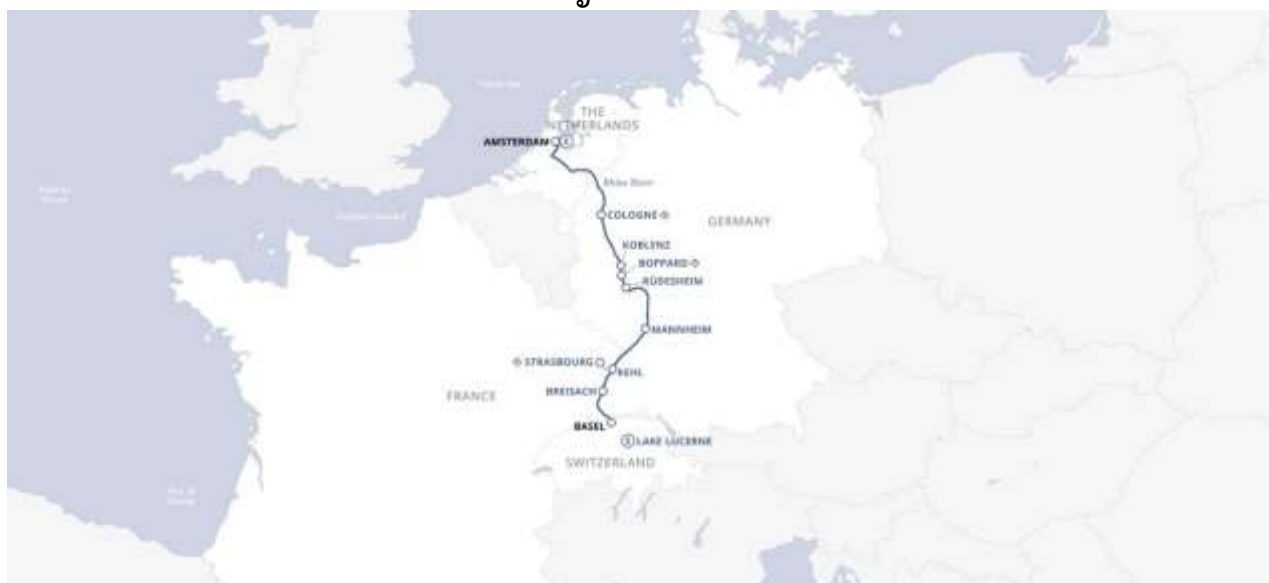 THE
NETHERLANDS
AMSTERDAM
Rhine River
COLOGNE
GERMANY
KOBLENZ
BOPPARD
RÜDESHEIM
MANNHEIM
STRASBOURG
KEHL
BREISACH
FRANCE
BASEL
LAKE LUCERNE
SWITZERLAND